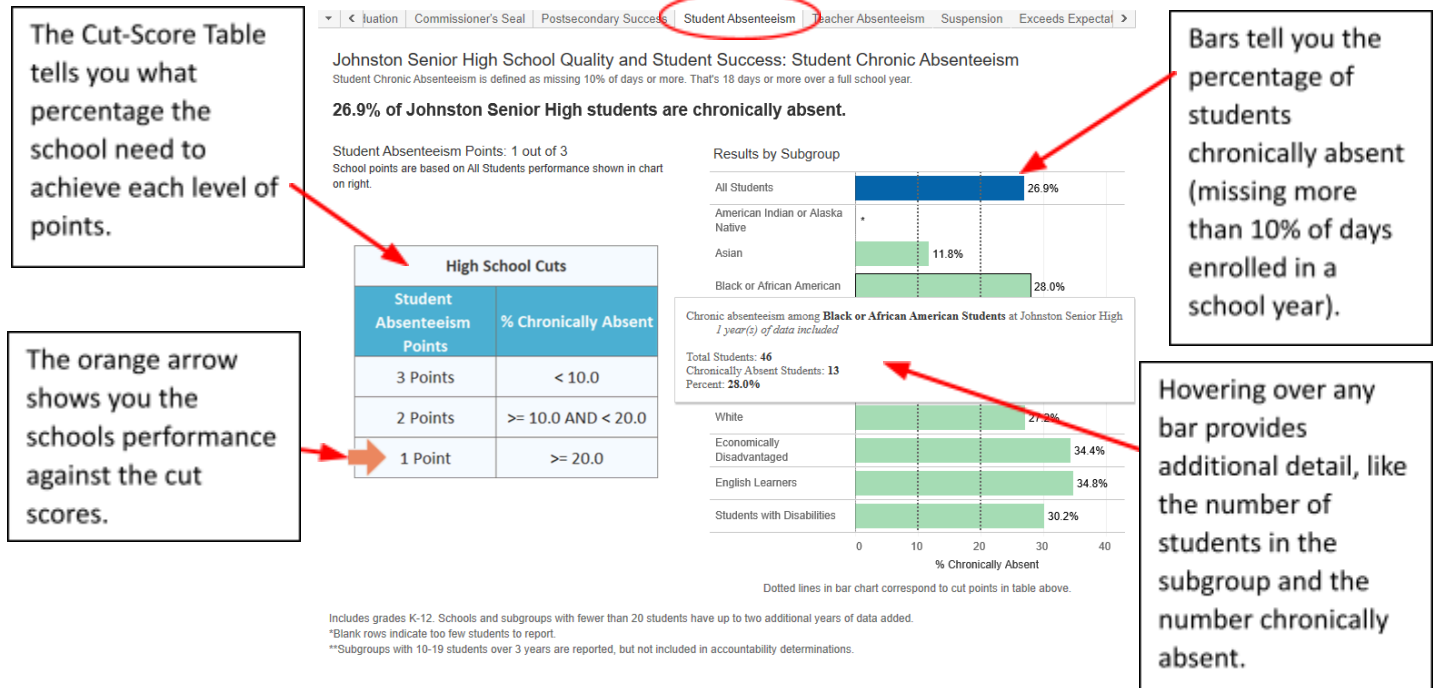 The Cut-Score Table
tells you what
percentage the
school need to
achieve each level of
points.
The orange arrow
shows you the
schools performance
against the cut
scores.
luation Commissioner's Seal Postsecondary Success Student Absenteeism Teacher Absenteeism Suspension Exceeds Expectat
Johnston Senior High School Quality and Student Success: Student Chronic Absenteeism
Student Chronic Absenteeism is defined as missing 10% of days or more. That's 18 days or more over a full school year.
26.9% of Johnston Senior High students are chronically absent.
Student Absenteeism Points: 1 out of 3
School points are based on All Students performance shown in chart
on right.
High School Cuts
Student
Absenteeism
Points
% Chronically Absent
3 Points < 10.0
2 Points >= 10.0 AND < 20.0
1 Point >= 20.0
Results by Subgroup
All Students 26.9%
American Indian or Alaska
Native
*
Asian 11.8%
Black or African American 28.0%
Chronic absenteeism among Black or African American Students at Johnston Senior High
1 year(s) of data included
Total Students: 46
Chronically Absent Students: 13
Percent: 28.0%
White 27.2%
Economically
Disadvantaged
34.4%
English Learners 34.8%
Students with Disabilities 30.2%
0 10 20 30 40
% Chronically Absent
Dotted lines in bar chart correspond to cut points in table above.
Includes grades K-12. Schools and subgroups with fewer than 20 students have up to two additional years of data added.
*Blank rows indicate too few students to report.
**Subgroups with 10-19 students over 3 years are reported, but not included in accountability determinations.
Bars tell you the
percentage of
students
chronically absent
(missing more
than 10% of days
enrolled in a
school year).
Hovering over any
bar provides
additional detail, like
the number of
students in the
subgroup and the
number chronically
absent.